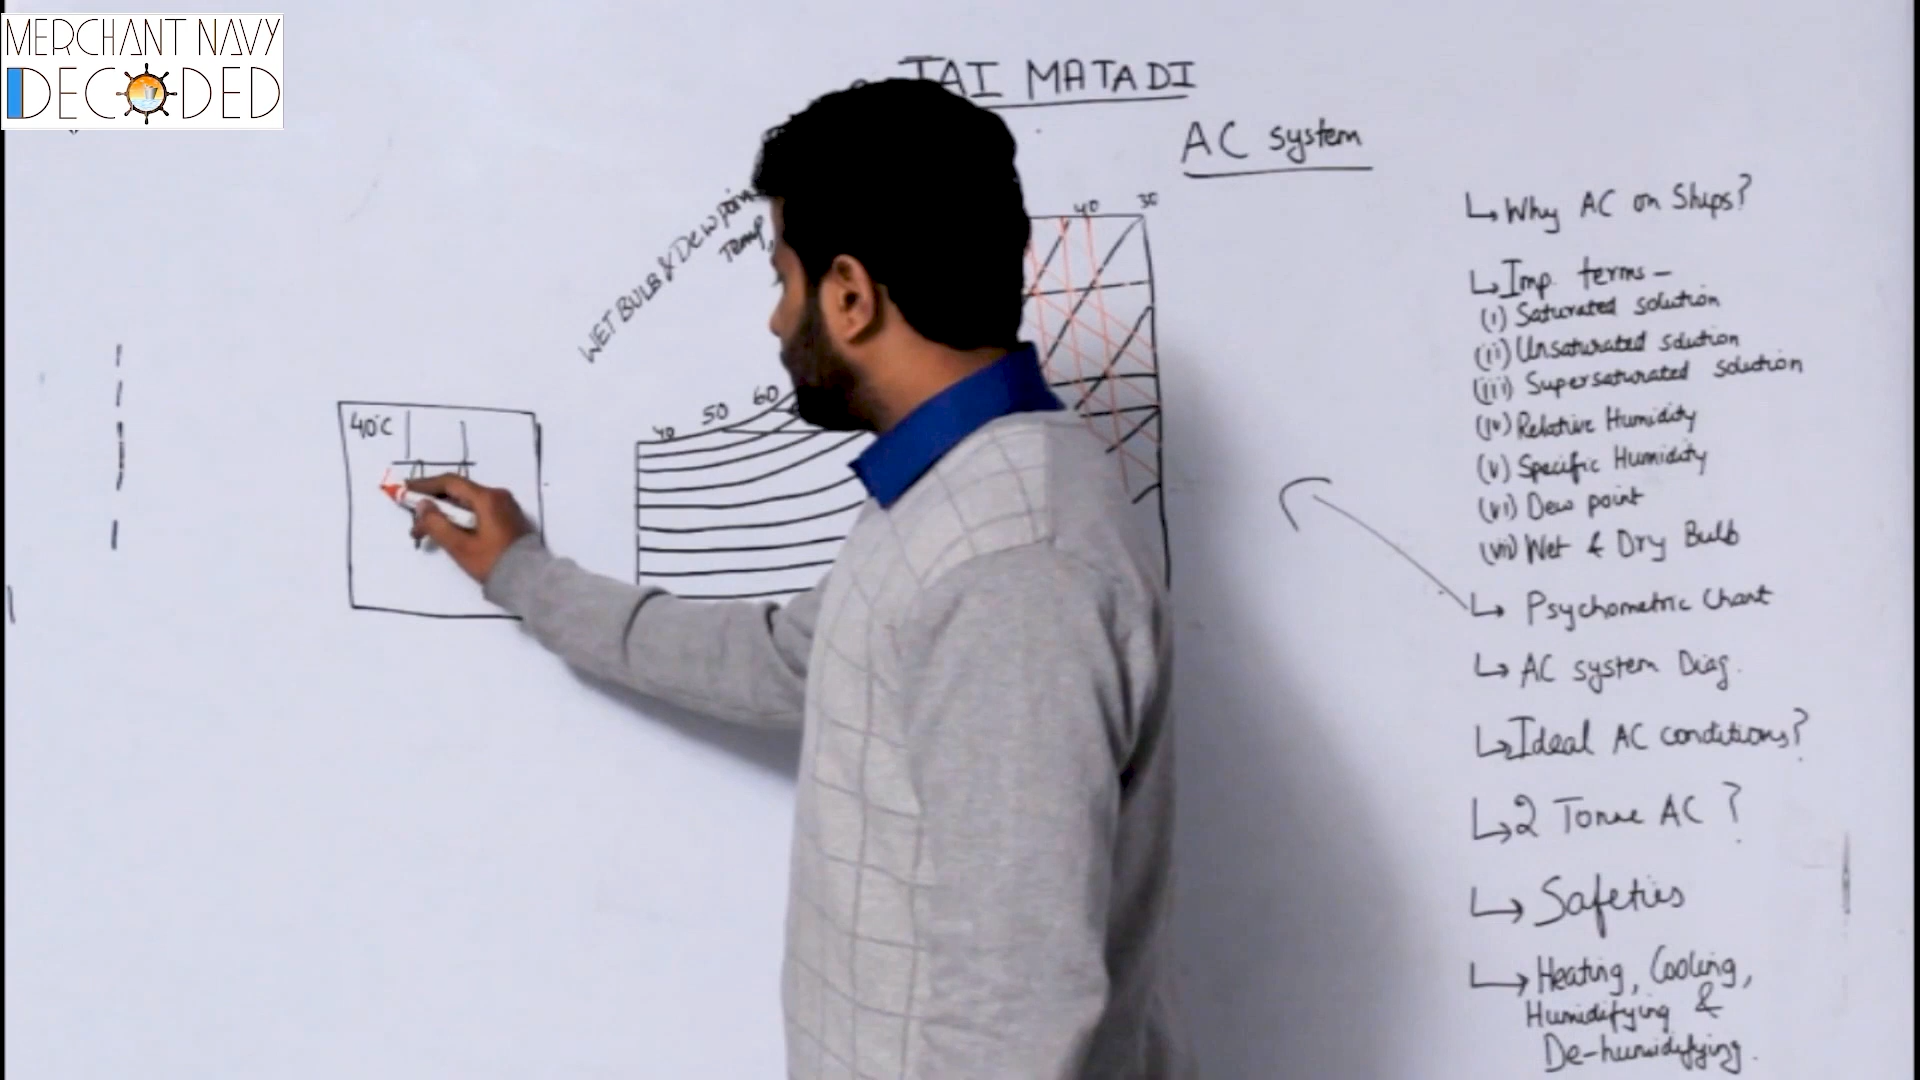 MERCHANT NAVY
DECODED
JAI MATA DI
AC system
WET BULB & Dew point
Temp,
40 30
40 50 60
40°C
Why AC on Ships?
Imp. terms -
(i) Saturated solution
(ii) Unsaturated solution
(iii) Supersaturated solution
(iv) Relative Humidity
(v) Specific Humidity
(vi) Dew point
(vii) Wet & Dry Bulb
Psychometric Chart
AC system Diag.
Ideal AC conditions?
2 Tonne AC ?
Safeties
Heating, Cooling,
Humidifying &
De-humidifying.